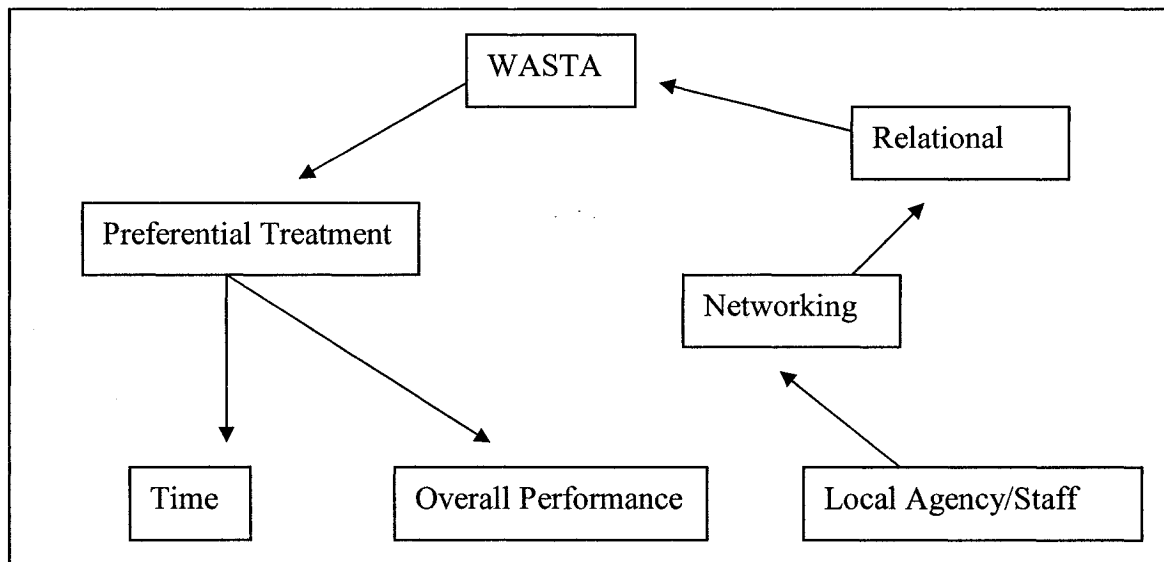 WASTA
Relational
Preferential Treatment
Networking
Time
Overall Performance
Local Agency/Staff